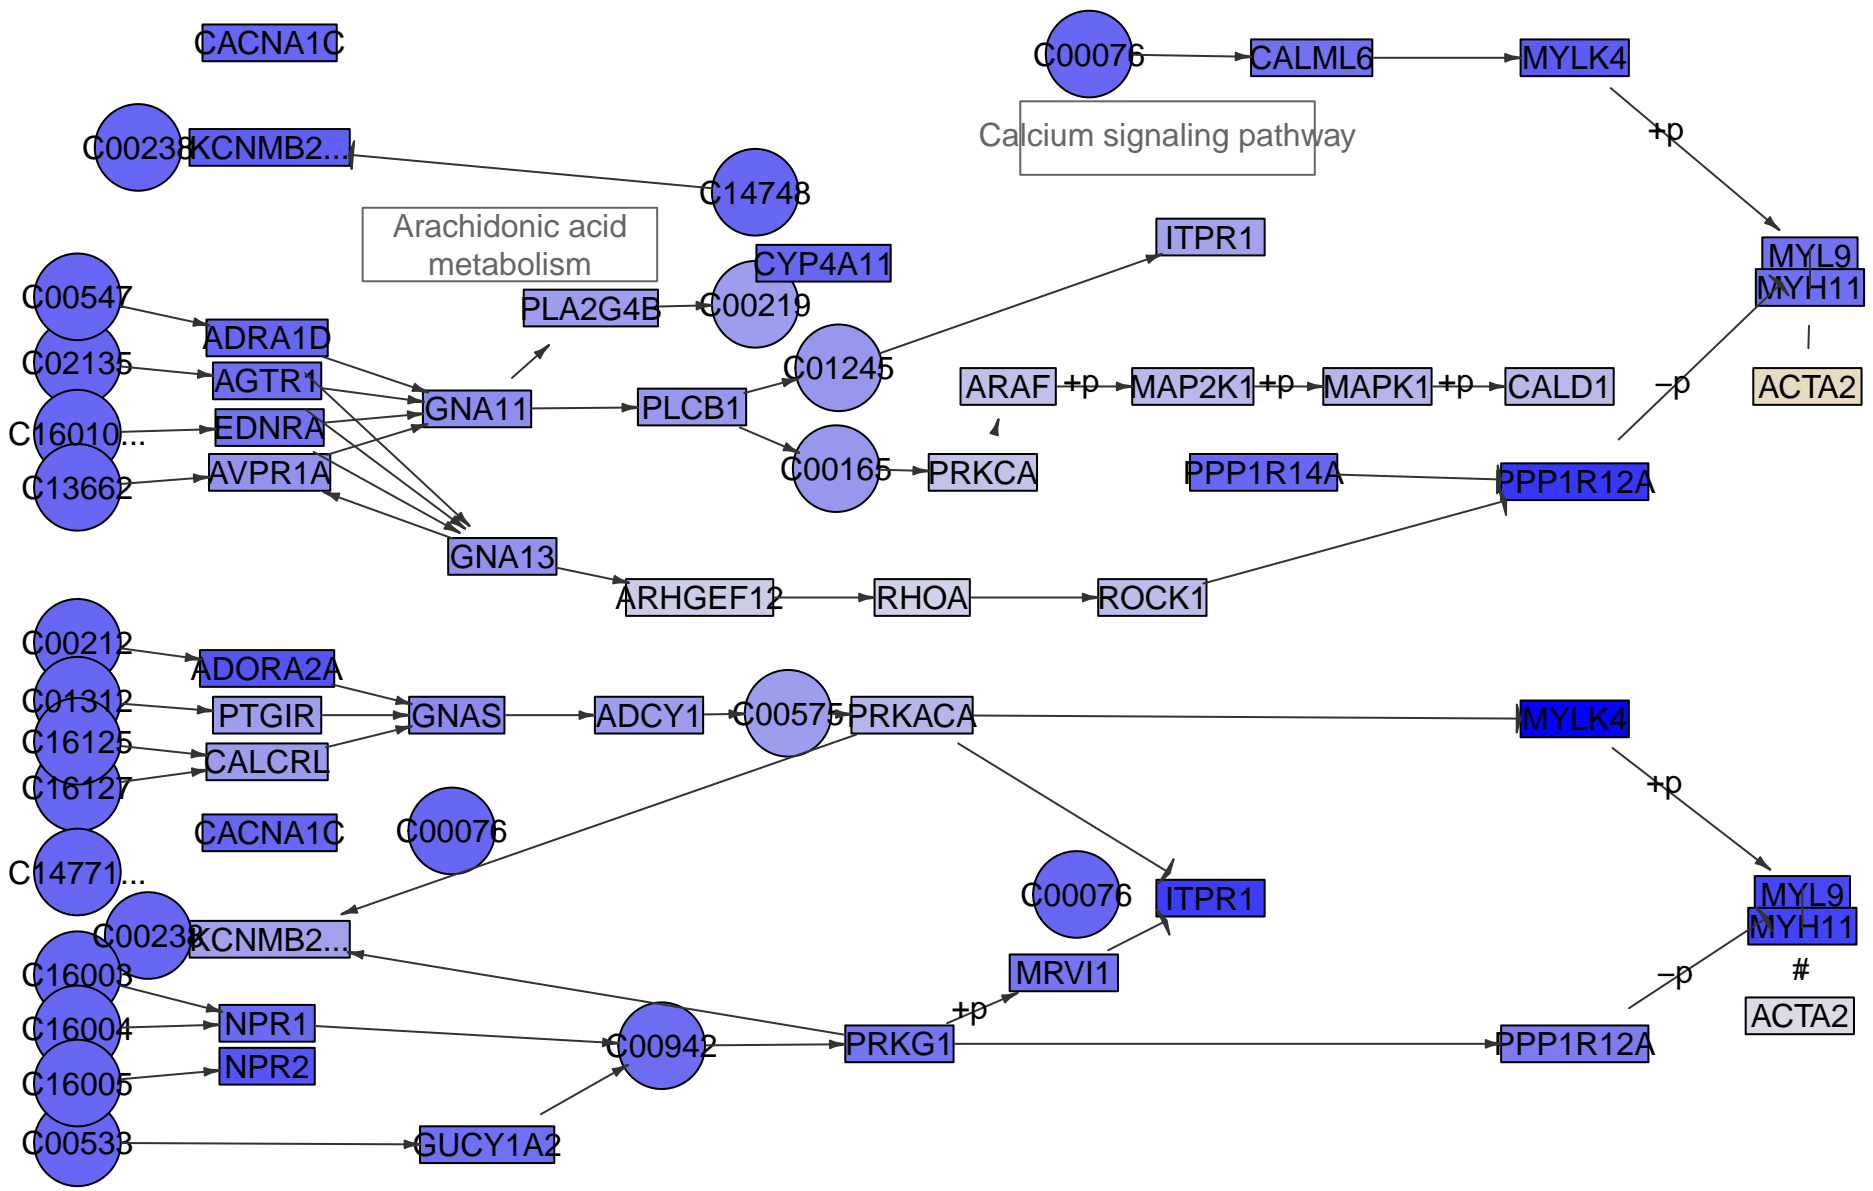 CACNA1C
C00076
CALML6
MYLK4
C00238
KCNMB2...
Calcium signaling pathway
+p
C14748
Arachidonic acid
metabolism
ITPR1
CYP4A11
MYL9
MYH11
C00547
PLA2G4B
C00219
ADRA1D
C02135
AGTR1
C01245
ARAF
+p
MAP2K1
+p
MAPK1
+p
CALD1
–p
ACTA2
GNA11
PLCB1
C16010...
EDNRA
AVPR1A
C00165
PRKCA
PPP1R14A
PPP1R12A
C13662
GNA13
ARHGEF12
RHOA
ROCK1
C00212
ADORA2A
C01312
PTGIR
GNAS
ADCY1
C00575
PRKACA
MYLK4
C16125
CALCRL
C16127
+p
CACNA1C
C00076
C14771...
C00076
ITPR1
MYL9
MYH11
C00238
KCNMB2...
C16003
MRVI1
–p
#
+p
ACTA2
C16004
NPR1
C00942
PRKG1
PPP1R12A
NPR2
C16005
C00533
GUCY1A2